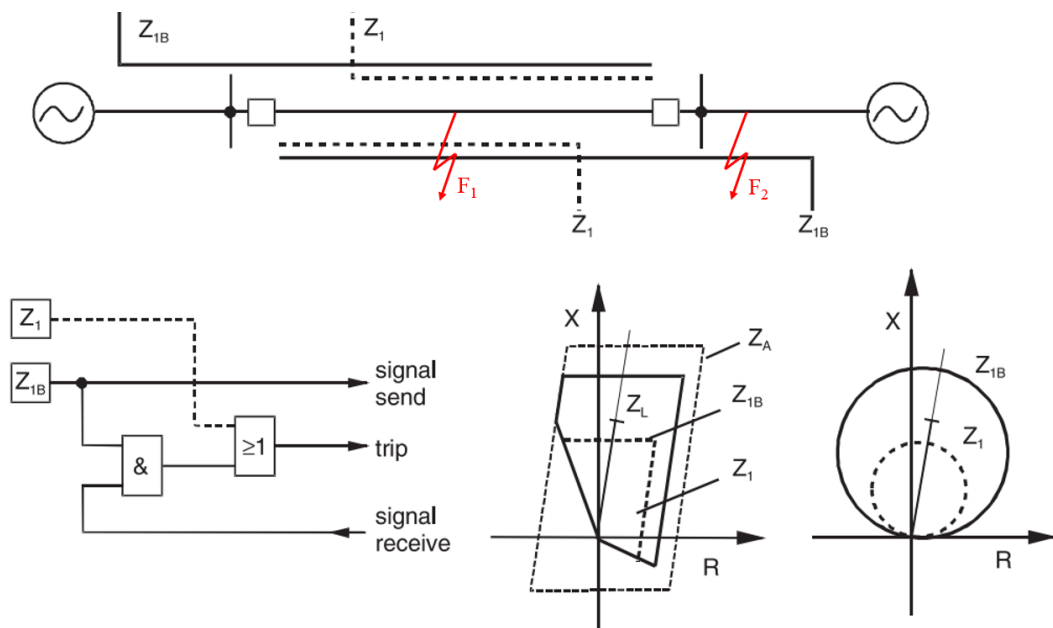 Z1B
Z1
F1
F2
Z1
Z1B
Z1
Z1B
signal
send
&
≥1
trip
signal
receive
X
ZA
Z1B
ZL
Z1
R
X
Z1B
Z1
R